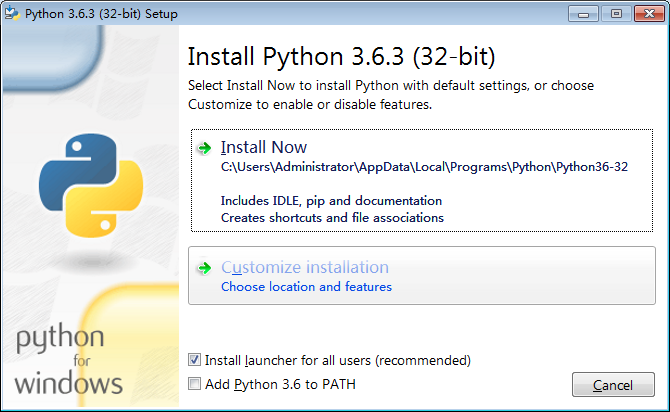 Python 3.6.3 (32-bit) Setup
Install Python 3.6.3 (32-bit)
Select Install Now to install Python with default settings, or choose
Customize to enable or disable features.
Install Now
C:\Users\Administrator\AppData\Local\Programs\Python\Python36-32
Includes IDLE, pip and documentation
Creates shortcuts and file associations
Customize installation
Choose location and features
Install launcher for all users (recommended)
Add Python 3.6 to PATH
Cancel
python
for
windows